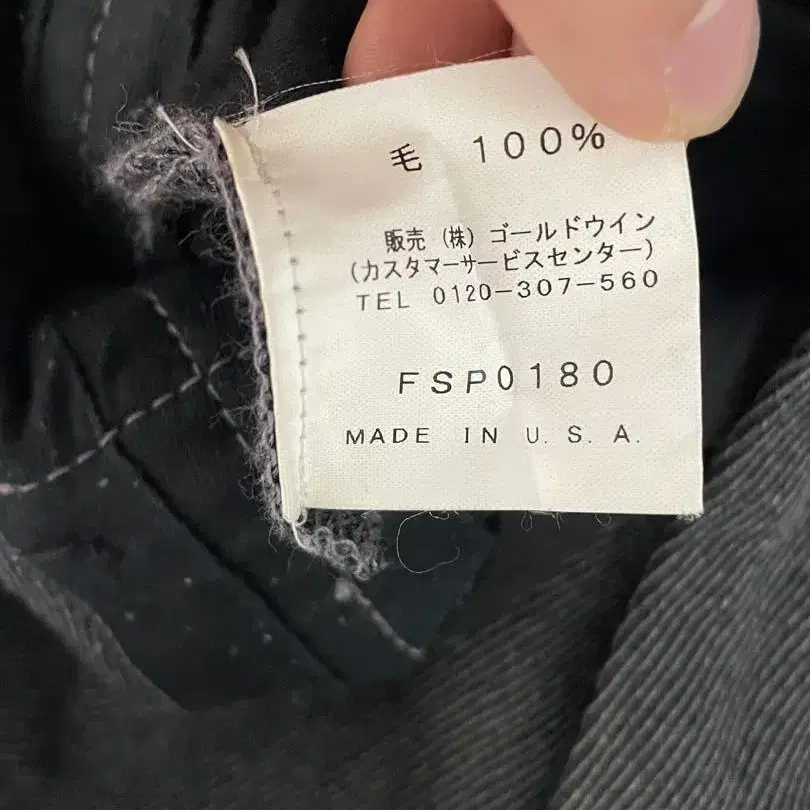 毛 100%
販売 (株) ゴールドウイン
(カスタマーサービスセンター)
TEL 0120-307-560
FSP0180
MADE IN U.S.A.